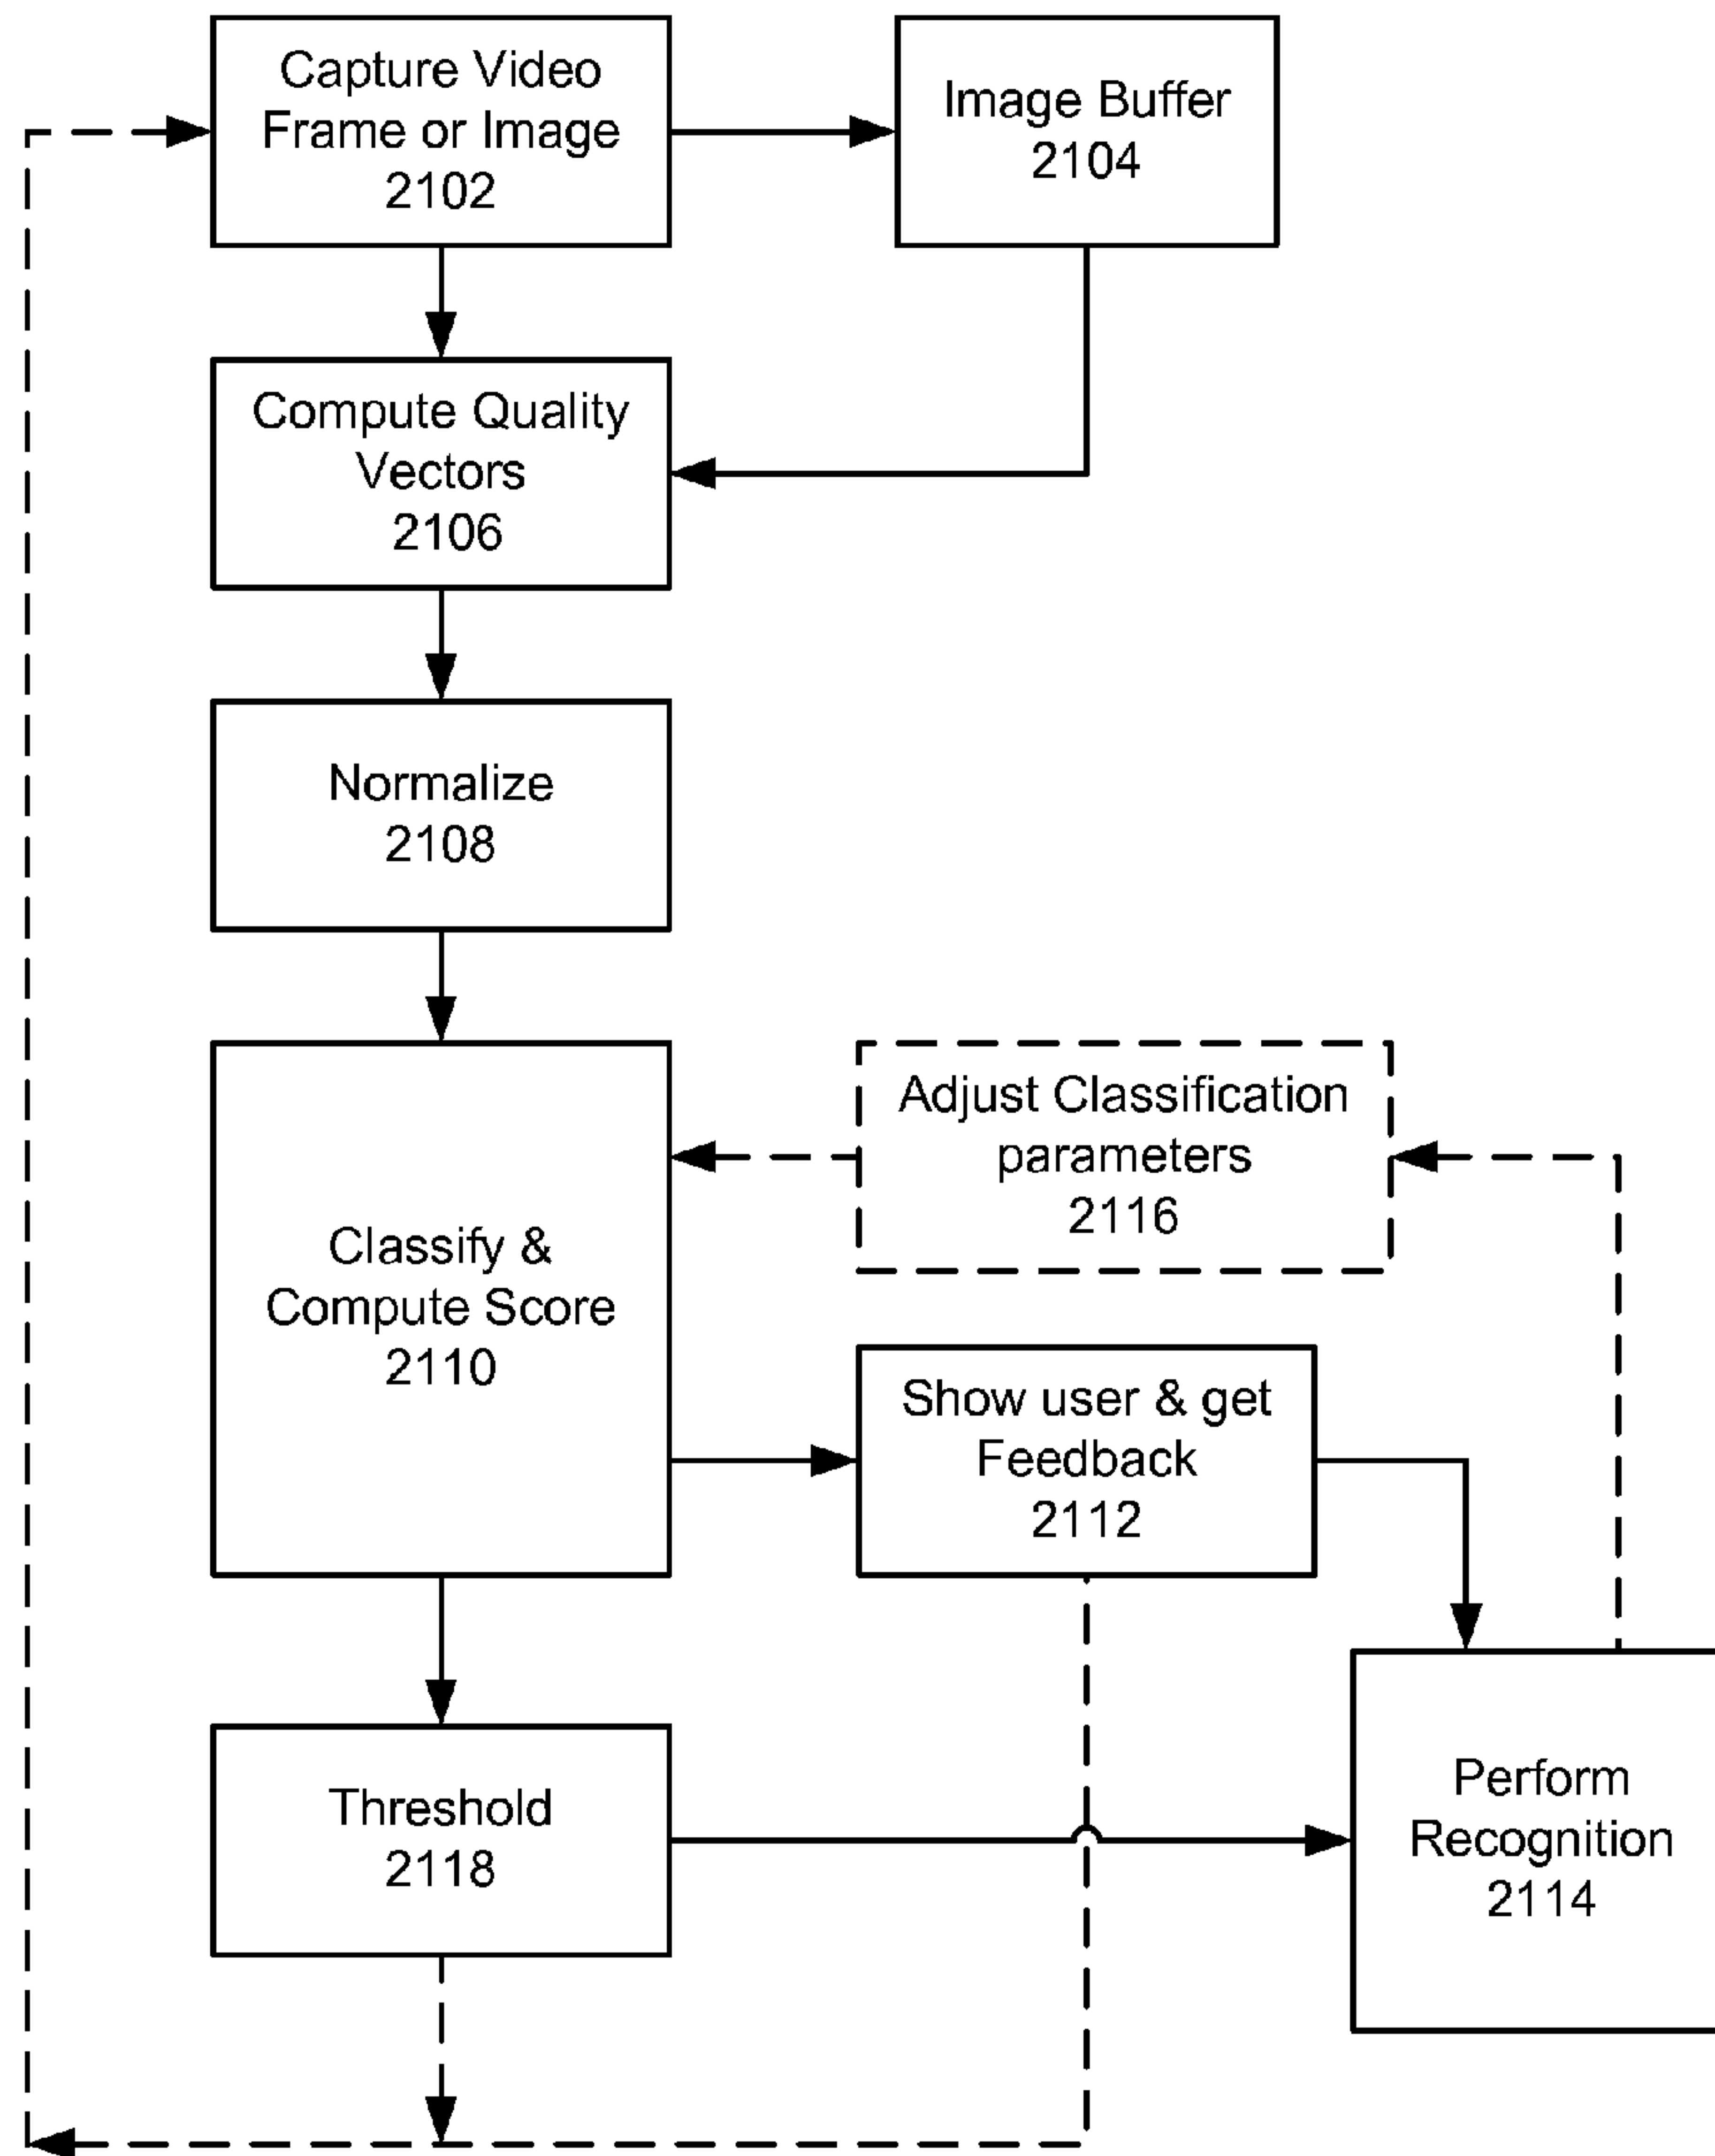 Capture Video
Frame or Image
2102
Image Buffer
2104
Compute Quality
Vectors
2106
Normalize
2108
Classify &
Compute Score
2110
Adjust Classification
parameters
2116
Show user & get
Feedback
2112
Threshold
2118
Perform
Recognition
2114